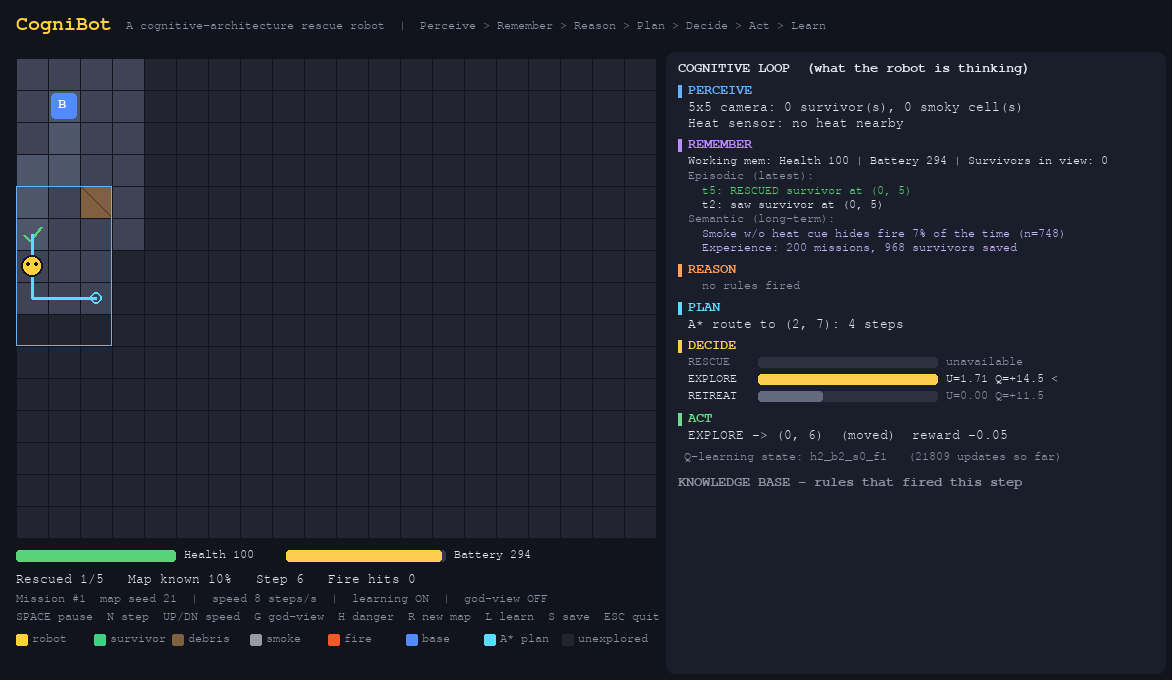 CogniBot A cognitive-architecture rescue robot | Perceive > Remember > Reason > Plan > Decide > Act > Learn
B
Health 100 Battery 294
Rescued 1/5 Map known 10% Step 6 Fire hits 0
Mission #1 map seed 21 | speed 8 steps/s | learning ON | god-view OFF
SPACE pause N step UP/DN speed G god-view H danger R new map L learn S save ESC quit
robot survivor debris smoke fire base A* plan unexplored
COGNITIVE LOOP (what the robot is thinking)
PERCEIVE
5x5 camera: 0 survivor(s), 0 smoky cell(s)
Heat sensor: no heat nearby
REMEMBER
Working mem: Health 100 | Battery 294 | Survivors in view: 0
Episodic (latest):
t5: RESCUED survivor at (0, 5)
t2: saw survivor at (0, 5)
Semantic (long-term):
Smoke w/o heat cue hides fire 7% of the time (n=748)
Experience: 200 missions, 968 survivors saved
REASON
no rules fired
PLAN
A* route to (2, 7): 4 steps
DECIDE
RESCUE unavailable
EXPLORE U=1.71 Q=+14.5 <
RETREAT U=0.00 Q=+11.5
ACT
EXPLORE -> (0, 6) (moved) reward -0.05
Q-learning state: h2_b2_s0_f1 (21809 updates so far)
KNOWLEDGE BASE - rules that fired this step